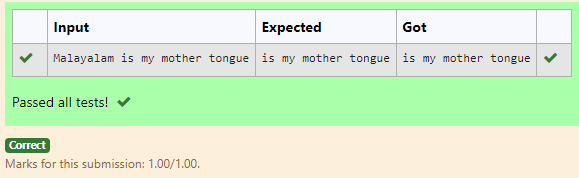 Input Expected Got
Malayalam is my mother tongue is my mother tongue is my mother tongue
Passed all tests!
Correct
Marks for this submission: 1.00/1.00.